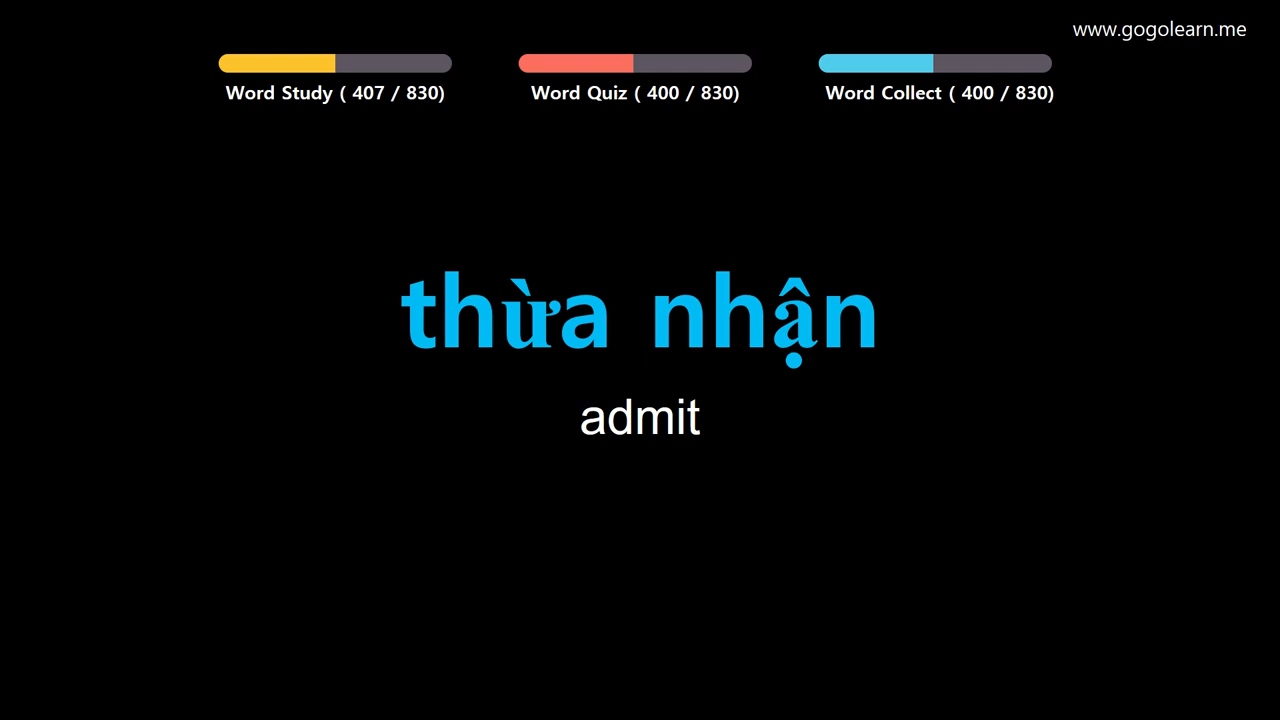 www.gogolearn.me
Word Study ( 407 / 830)
Word Quiz ( 400 / 830)
Word Collect ( 400 / 830)
thừa nhận
admit